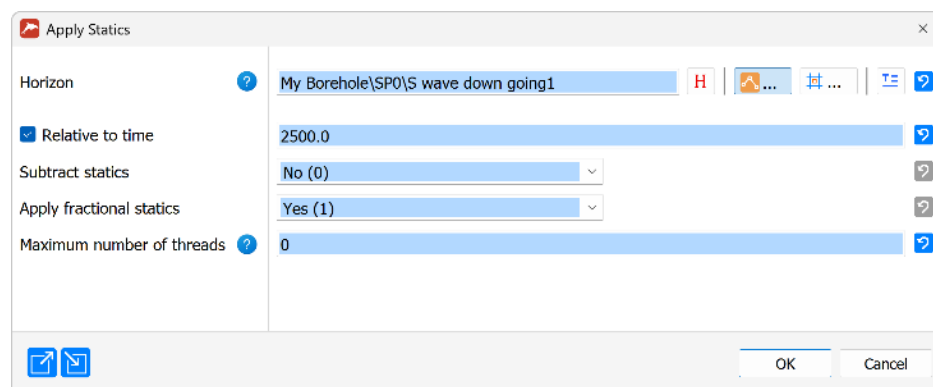 Apply Statics
Horizon ? My Borehole\SP0\S wave down going1 H ... ...
Relative to time 2500.0
Subtract statics No (0)
Apply fractional statics Yes (1)
Maximum number of threads ? 0
OK Cancel